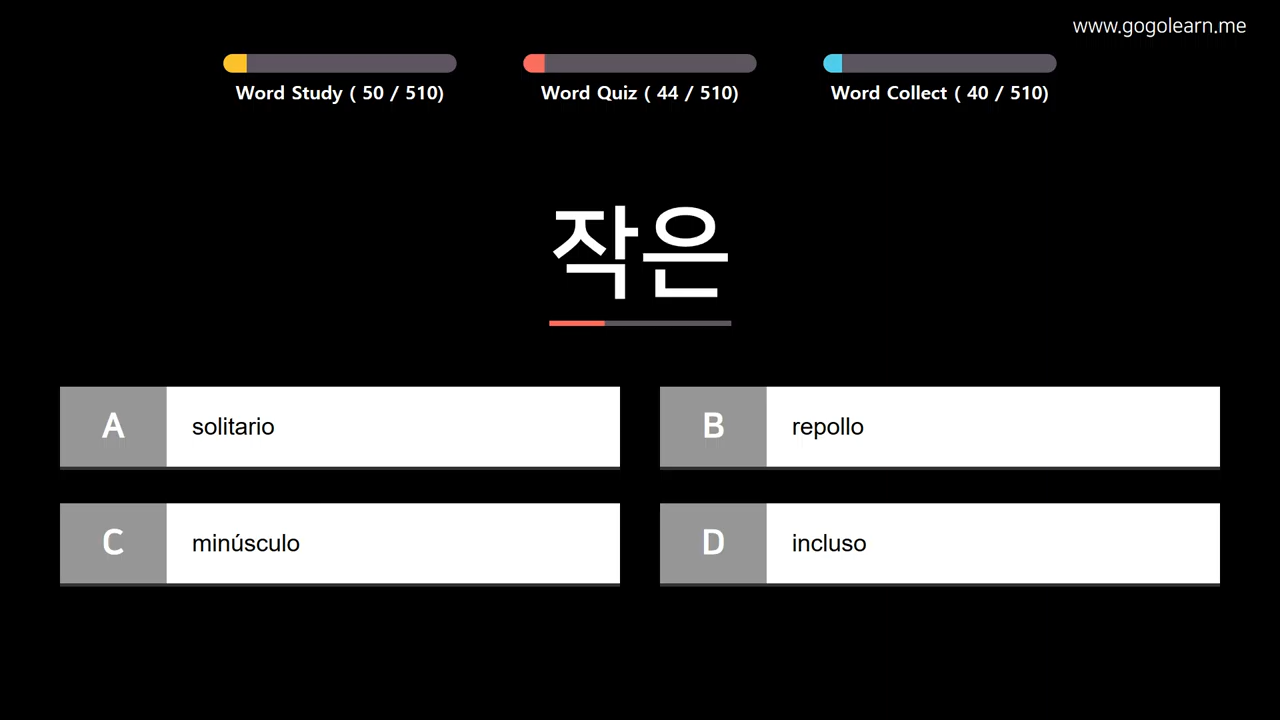 www.gogolearn.me
Word Study ( 50 / 510)
Word Quiz ( 44 / 510)
Word Collect ( 40 / 510)
작은
A solitario
B repollo
C minúsculo
D incluso